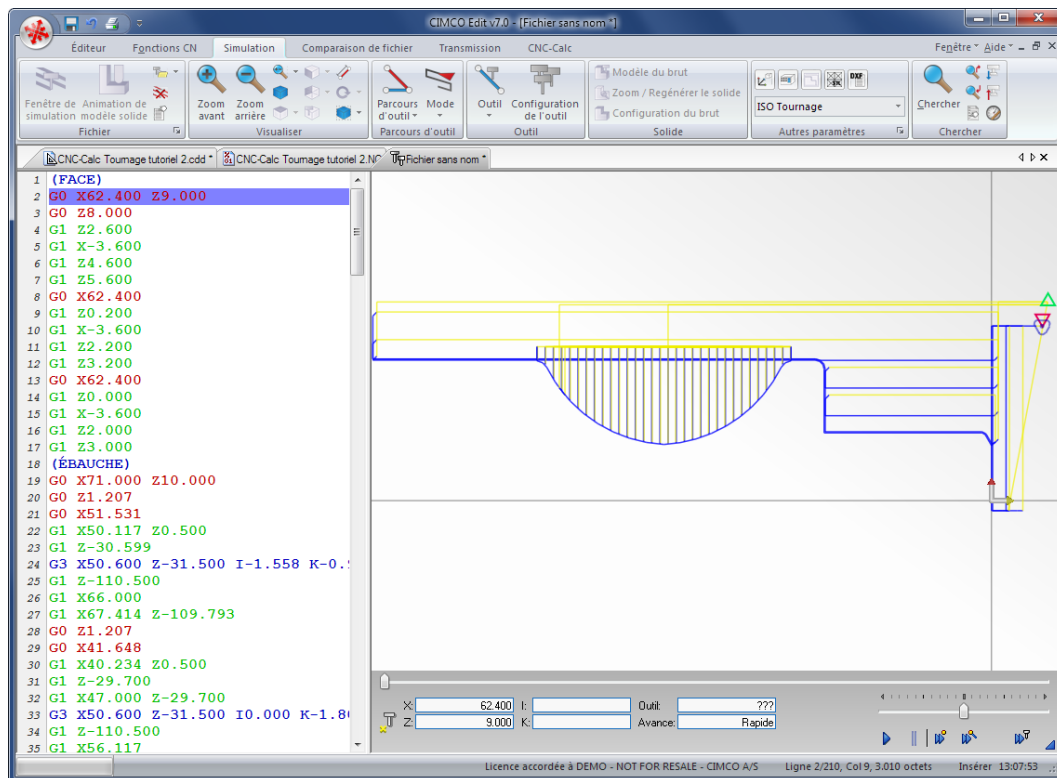 CIMCO Edit v7.0 - [Fichier sans nom *]
Éditeur Fonctions CN Simulation Comparaison de fichier Transmission CNC-Calc Fenêtre Aide
Fenêtre de simulation
Animation de modèle solide
Fichier
Zoom avant
Zoom arrière
Visualiser
Parcours d'outil
Mode
Parcours d'outil
Outil
Configuration de l'outil
Outil
Modèle du brut
Zoom / Regénérer le solide
Configuration du brut
Solide
DXF
ISO Tournage
Autres paramètres
Chercher
Chercher
CNC-Calc Tournage tutoriel 2.cdd * CNC-Calc Tournage tutoriel 2.NC Fichier sans nom *
1 (FACE)
2 G0 X62.400 Z9.000
3 G0 Z8.000
4 G1 Z2.600
5 G1 X-3.600
6 G1 Z4.600
7 G1 Z5.600
8 G0 X62.400
9 G1 Z0.200
10 G1 X-3.600
11 G1 Z2.200
12 G1 Z3.200
13 G0 X62.400
14 G1 Z0.000
15 G1 X-3.600
16 G1 Z2.000
17 G1 Z3.000
18 (ÉBAUCHE)
19 G0 X71.000 Z10.000
20 G0 Z1.207
21 G0 X51.531
22 G1 X50.117 Z0.500
23 G1 Z-30.599
24 G3 X50.600 Z-31.500 I-1.558 K-0.
25 G1 Z-110.500
26 G1 X66.000
27 G1 X67.414 Z-109.793
28 G0 Z1.207
29 G0 X41.648
30 G1 X40.234 Z0.500
31 G1 Z-29.700
32 G1 X47.000 Z-29.700
33 G3 X50.600 Z-31.500 I0.000 K-1.80
34 G1 Z-110.500
35 G1 X56.117
X: 62.400 I: Outil: ???
Z: 9.000 K: Avance: Rapide
Licence accordée à DEMO - NOT FOR RESALE - CIMCO A/S Ligne 2/210, Col 9, 3.010 octets Insérer 13:07:53